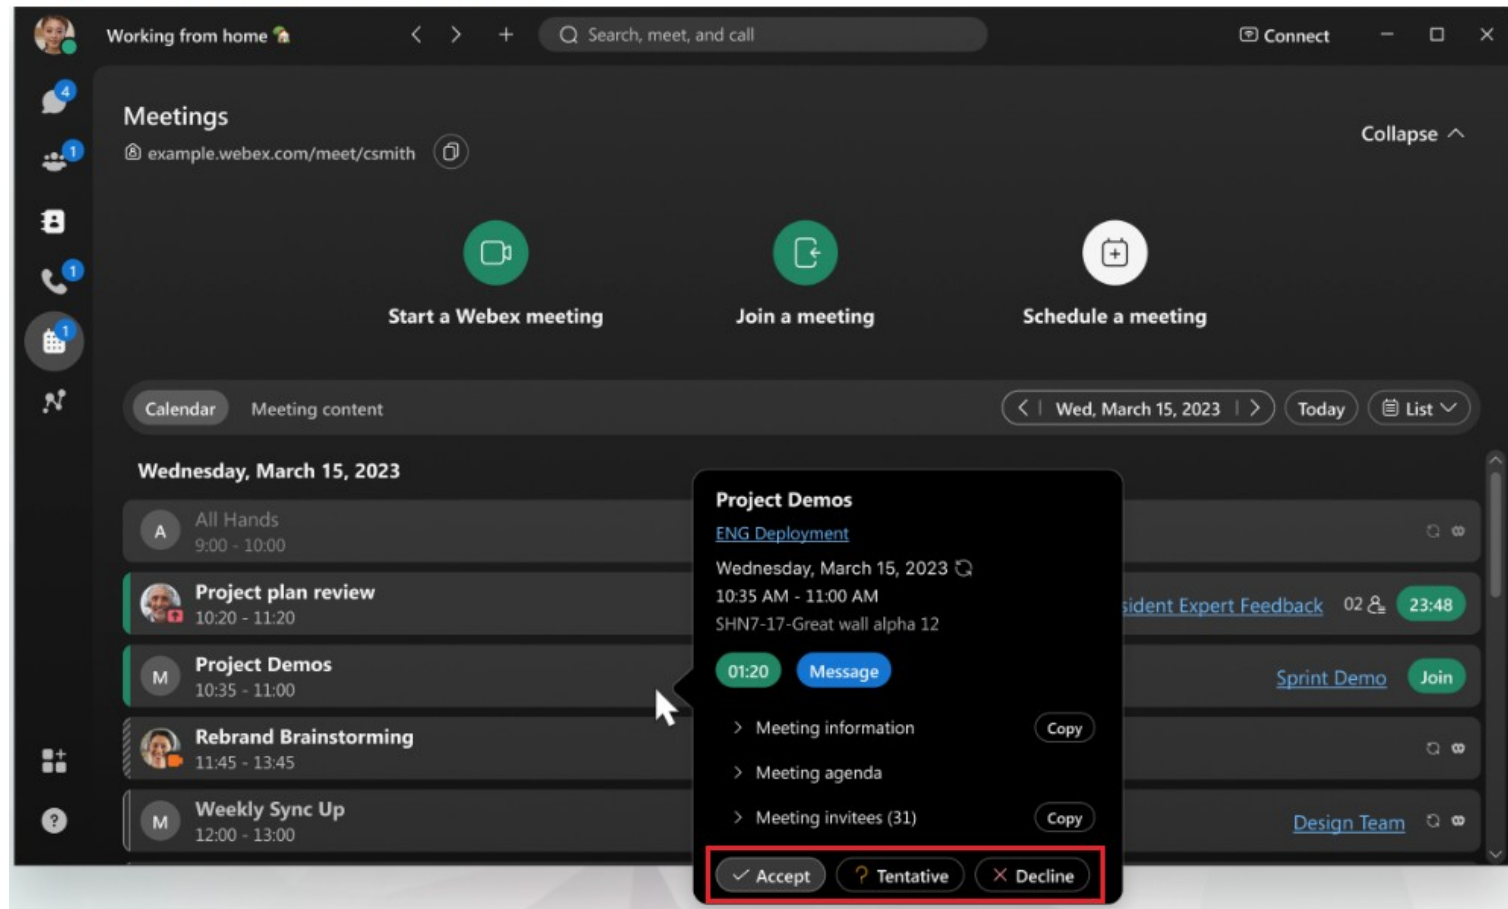 Working from home
Search, meet, and call
Connect
4
Meetings
Collapse
1
example.webex.com/meet/csmith
1
Start a Webex meeting
Join a meeting
Schedule a meeting
1
Calendar
Meeting content
Wed, March 15, 2023
Today
List
Wednesday, March 15, 2023
A
All Hands
9:00 - 10:00
Project plan review
10:20 - 11:20
sident Expert Feedback
02
23:48
M
Project Demos
10:35 - 11:00
Sprint Demo
Join
Rebrand Brainstorming
11:45 - 13:45
M
Weekly Sync Up
12:00 - 13:00
Design Team
Project Demos
ENG Deployment
Wednesday, March 15, 2023
10:35 AM - 11:00 AM
SHN7-17-Great wall alpha 12
01:20
Message
Meeting information
Copy
Meeting agenda
Meeting invitees (31)
Copy
Accept
? Tentative
Decline
?